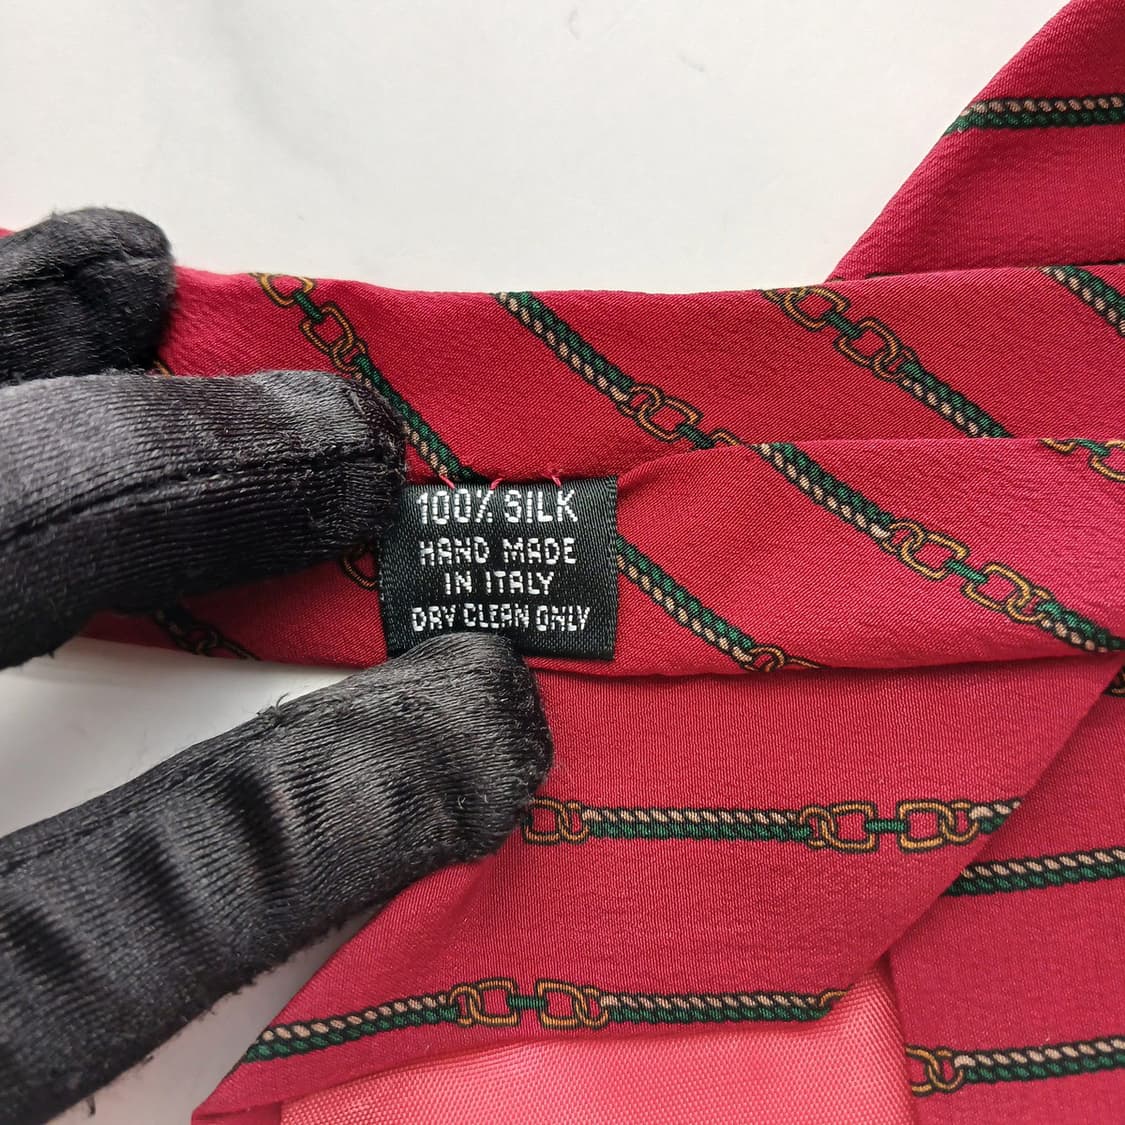 100% SILK
HAND MADE
IN ITALY
DRY CLEAN ONLY